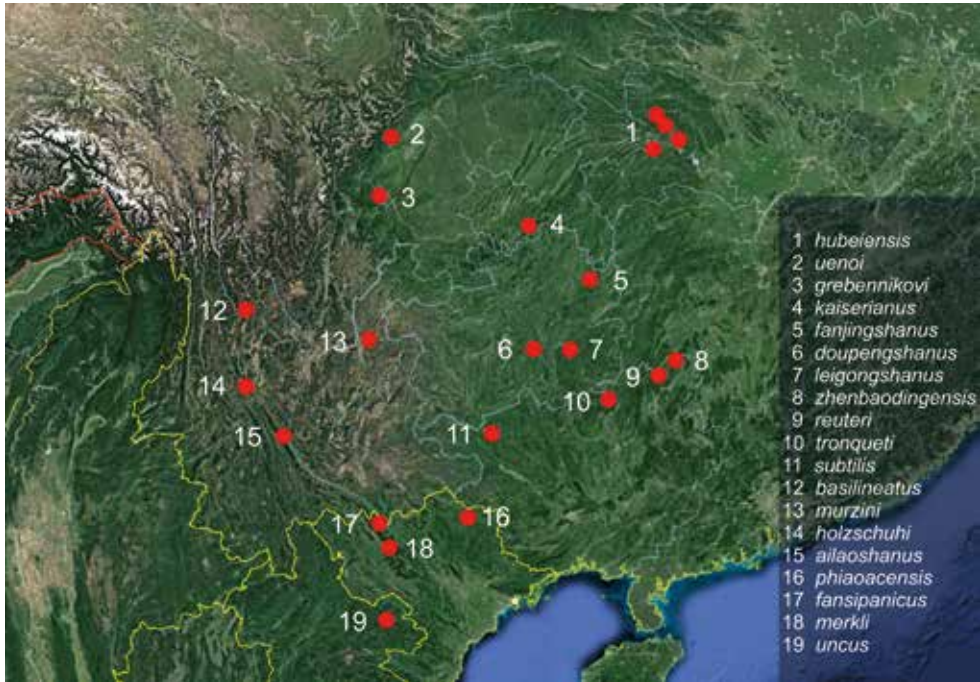 1
2
3
4
5
12
13
6
7
8
9
14
10
15
11
16
17
18
19
1 hubeiensis
2 uenoi
3 grebennikovi
4 kaiserianus
5 fanjingshanus
6 doupengshanus
7 leigongshanus
8 zhenbaodingensis
9 reuteri
10 tronqueti
11 subtilis
12 basilineatus
13 murzini
14 holzschuhi
15 ailaoshanus
16 phiaoacensis
17 fansipanicus
18 merkli
19 uncus